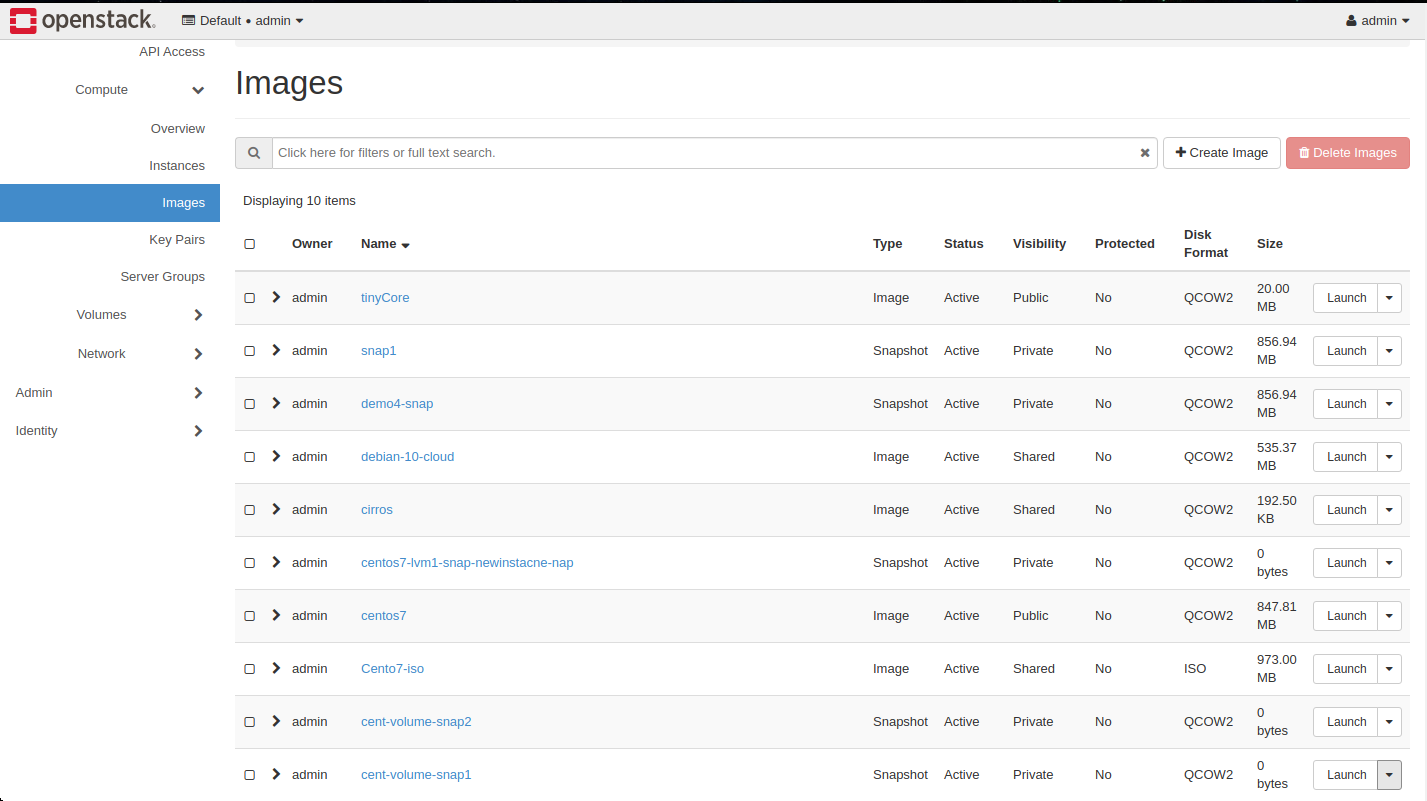 openstack. Default • admin admin
API Access
Compute
Overview
Instances
Images
Key Pairs
Server Groups
Volumes
Network
Admin
Identity
Images
Click here for filters or full text search.
Create Image Delete Images
Displaying 10 items
Owner Name Type Status Visibility Protected Disk Format Size
admin tinyCore Image Active Public No QCOW2 20.00 MB Launch
admin snap1 Snapshot Active Private No QCOW2 856.94 MB Launch
admin demo4-snap Snapshot Active Private No QCOW2 856.94 MB Launch
admin debian-10-cloud Image Active Shared No QCOW2 535.37 MB Launch
admin cirros Image Active Shared No QCOW2 192.50 KB Launch
admin centos7-lvm1-snap-newinstacne-nap Snapshot Active Private No QCOW2 0 bytes Launch
admin centos7 Image Active Public No QCOW2 847.81 MB Launch
admin Cento7-iso Image Active Shared No ISO 973.00 MB Launch
admin cent-volume-snap2 Snapshot Active Private No QCOW2 0 bytes Launch
admin cent-volume-snap1 Snapshot Active Private No QCOW2 0 bytes Launch